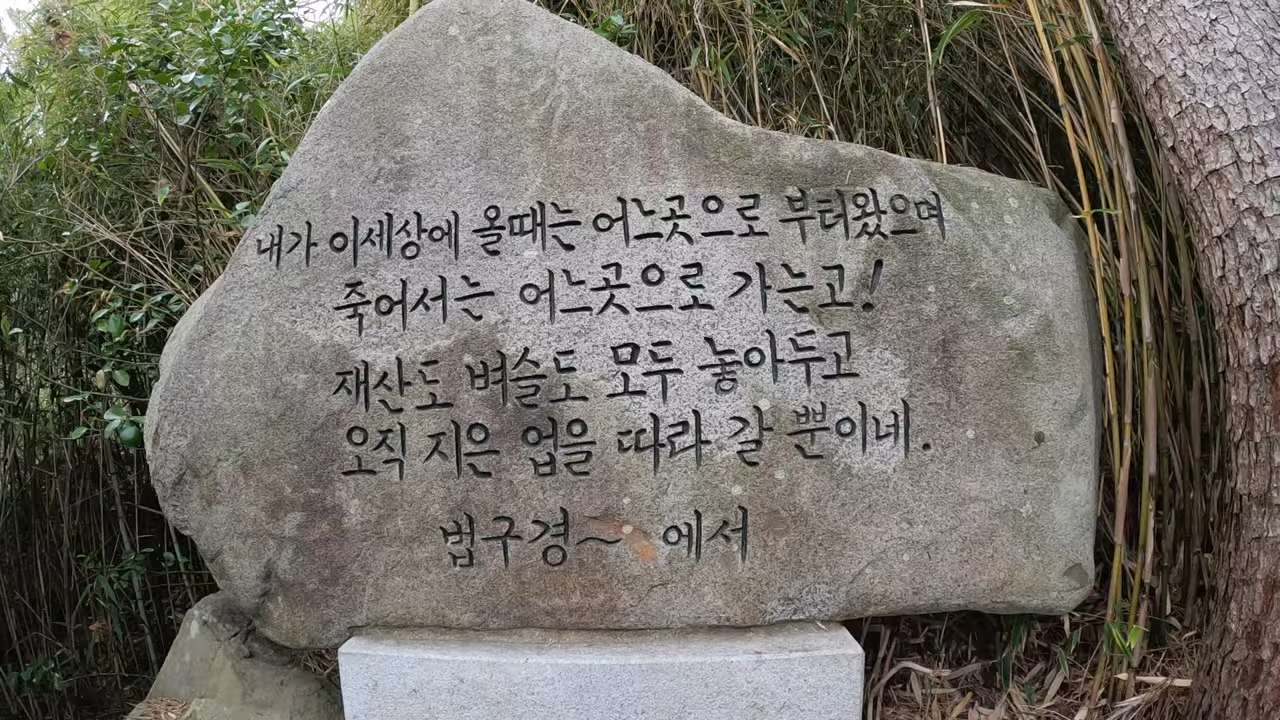 내가 이세상에 올때는 어느곳으로 부터왔으며
죽어서는 어느곳으로 가는고!
재산도 벼슬도 모두 놓아두고
오직 지은 업을 따라 갈 뿐이네.
법구경~ 에서